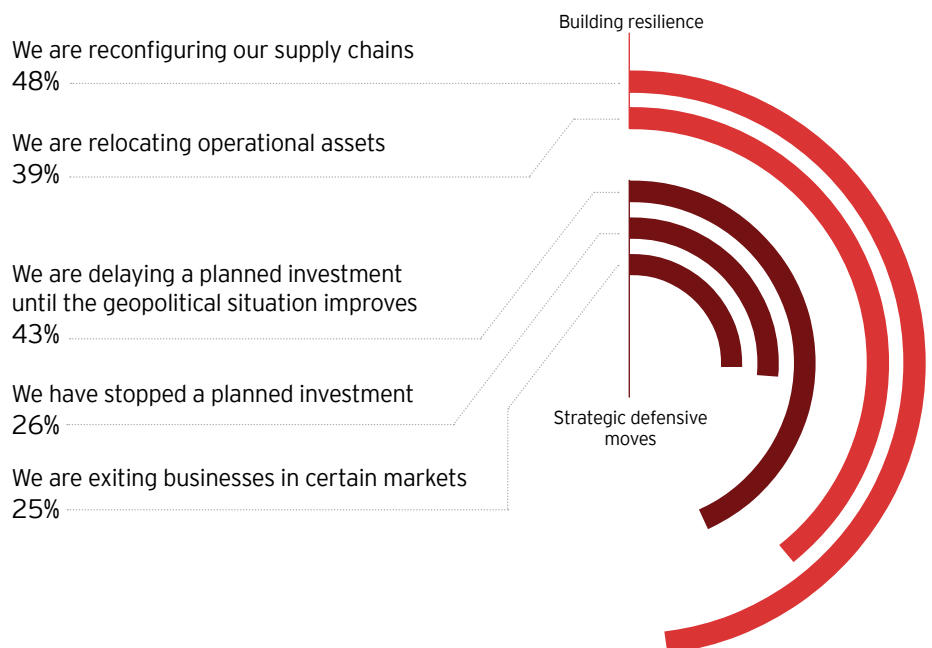 Building resilience
We are reconfiguring our supply chains
48%
We are relocating operational assets
39%
We are delaying a planned investment
until the geopolitical situation improves
43%
We have stopped a planned investment
26%
Strategic defensive
moves
We are exiting businesses in certain markets
25%